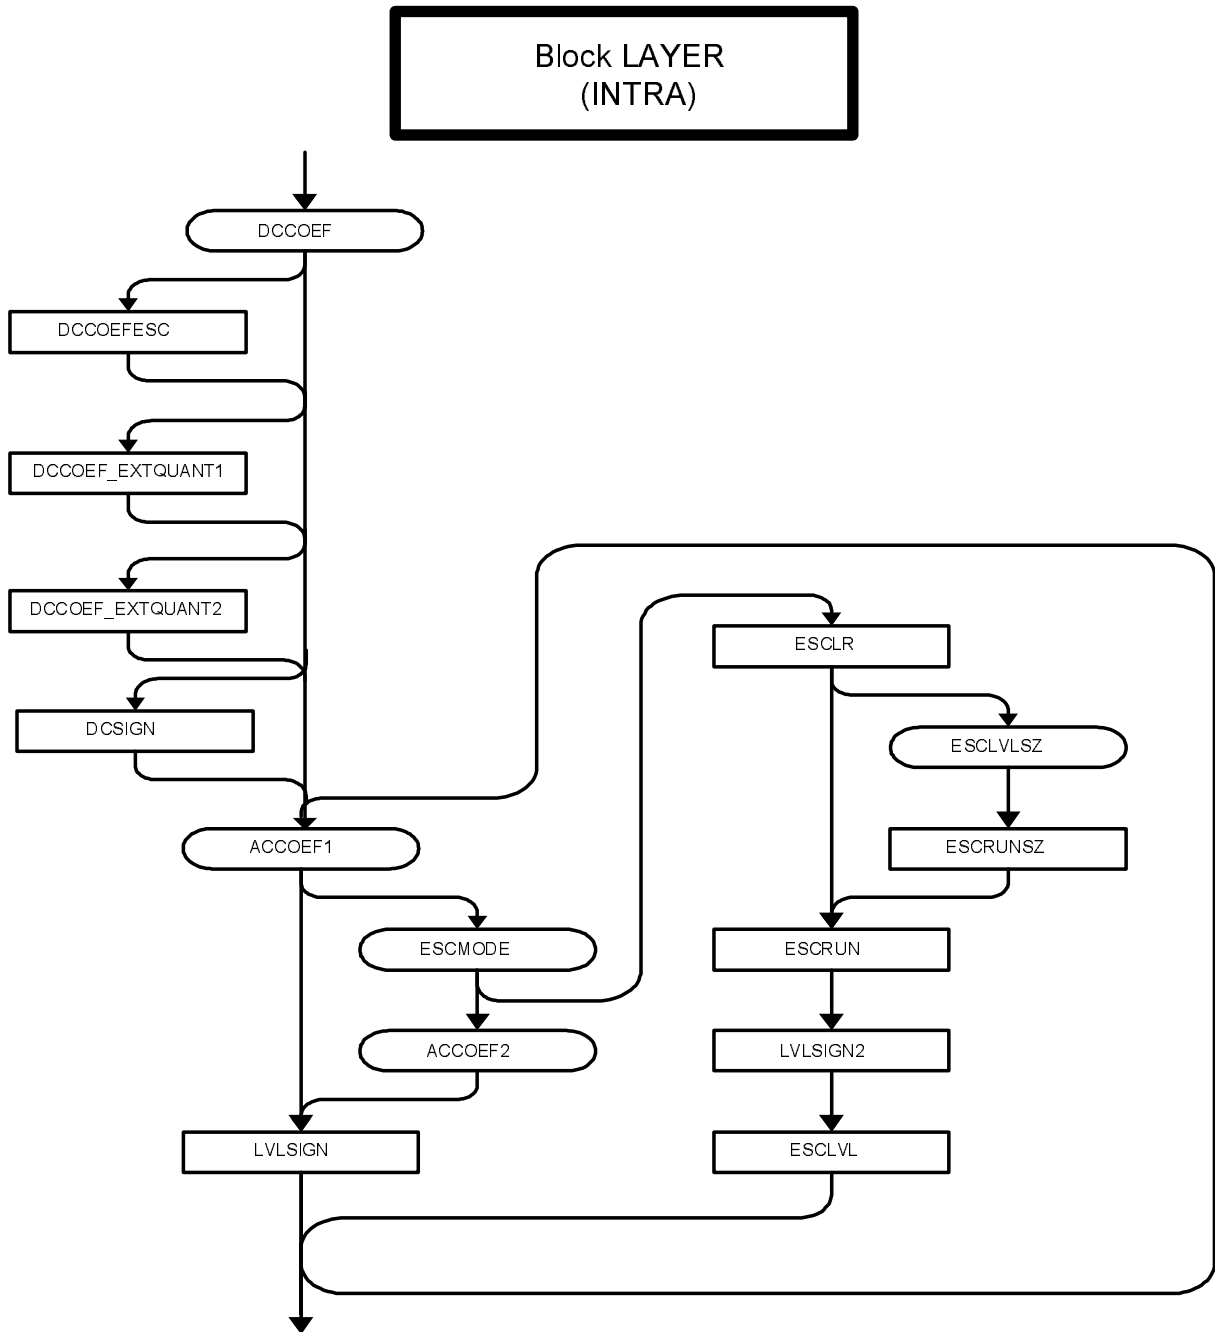 Block LAYER
(INTRA)
DCCOEF
DCCOEFESC
DCCOEF_EXTQUANT1
DCCOEF_EXTQUANT2
DCSIGN
ACCOEF1
ESCMODE
ACCOEF2
LVLSIGN
ESCLR
ESCLVLSZ
ESCRUNSZ
ESCRUN
LVLSIGN2
ESCLVL